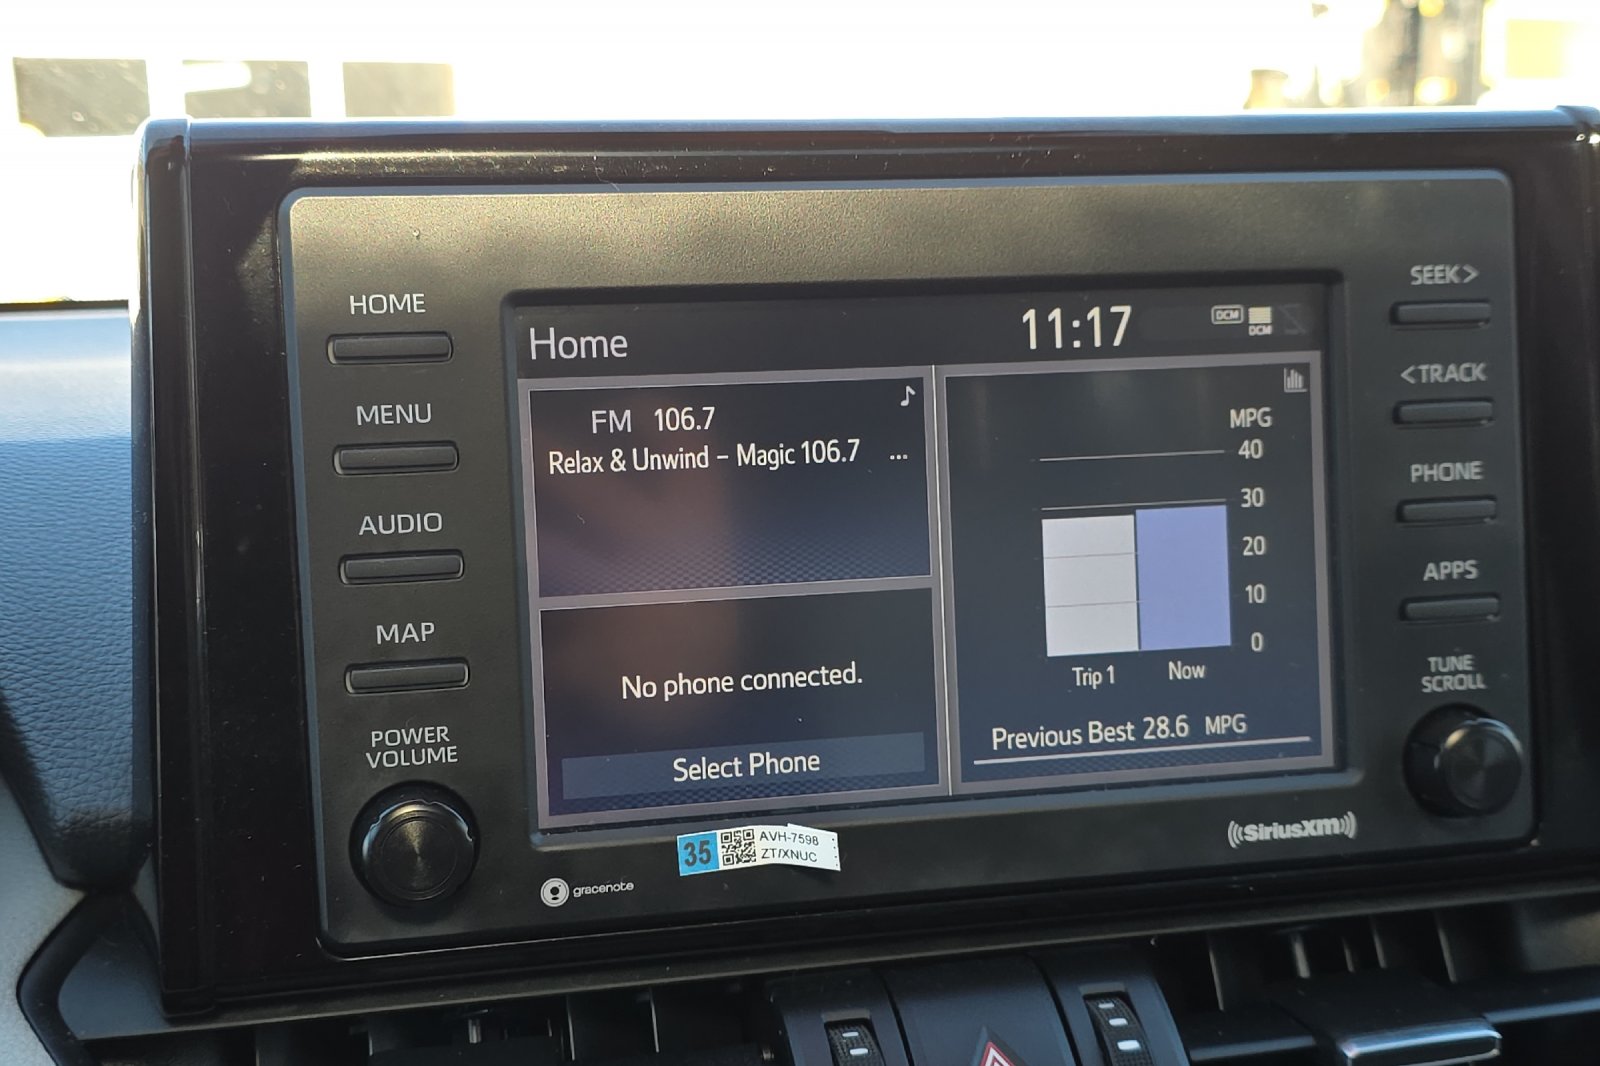 HOME
MENU
AUDIO
MAP
POWER
VOLUME
Home
11:17
DCM
DCM
FM 106.7
Relax & Unwind – Magic 106.7 ...
No phone connected.
Select Phone
MPG
40
30
20
10
0
Trip 1
Now
Previous Best 28.6 MPG
SEEK>
<TRACK
PHONE
APPS
TUNE
SCROLL
35
AVH-7598
ZT/XNUC
gracenote
((SiriusXM))